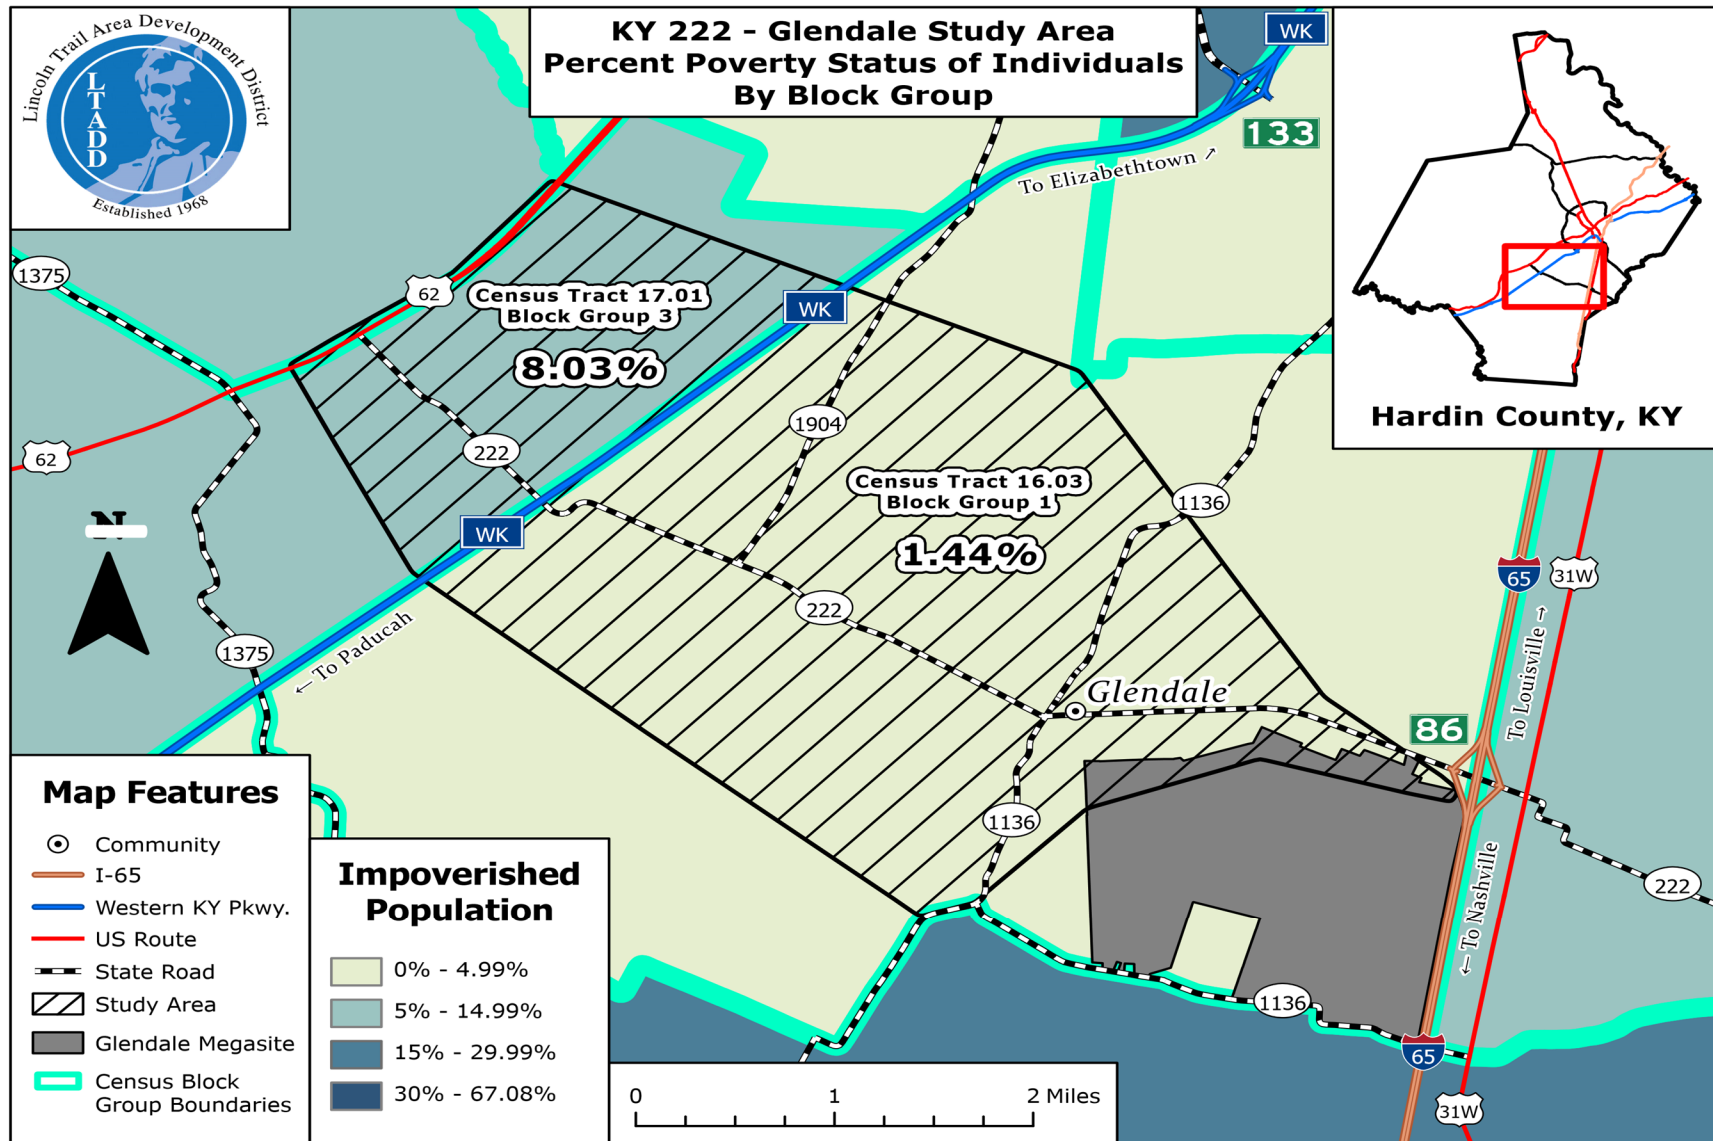 Lincoln Trail Area Development District
LTADD
Established 1968
KY 222 - Glendale Study Area
Percent Poverty Status of Individuals
By Block Group
WK
133
To Elizabethtown →
Hardin County, KY
1375
62
Census Tract 17.01
Block Group 3
8.03%
WK
62
222
1904
Census Tract 16.03
Block Group 1
1.44%
1136
WK
N
65
31W
222
1375
← To Paducah
To Louisville →
Glendale
86
1136
← To Nashville
222
1136
65
31W
Map Features
Community
I-65
Western KY Pkwy.
US Route
State Road
Study Area
Glendale Megasite
Census Block
Group Boundaries
Impoverished
Population
0% - 4.99%
5% - 14.99%
15% - 29.99%
30% - 67.08%
0 1 2 Miles